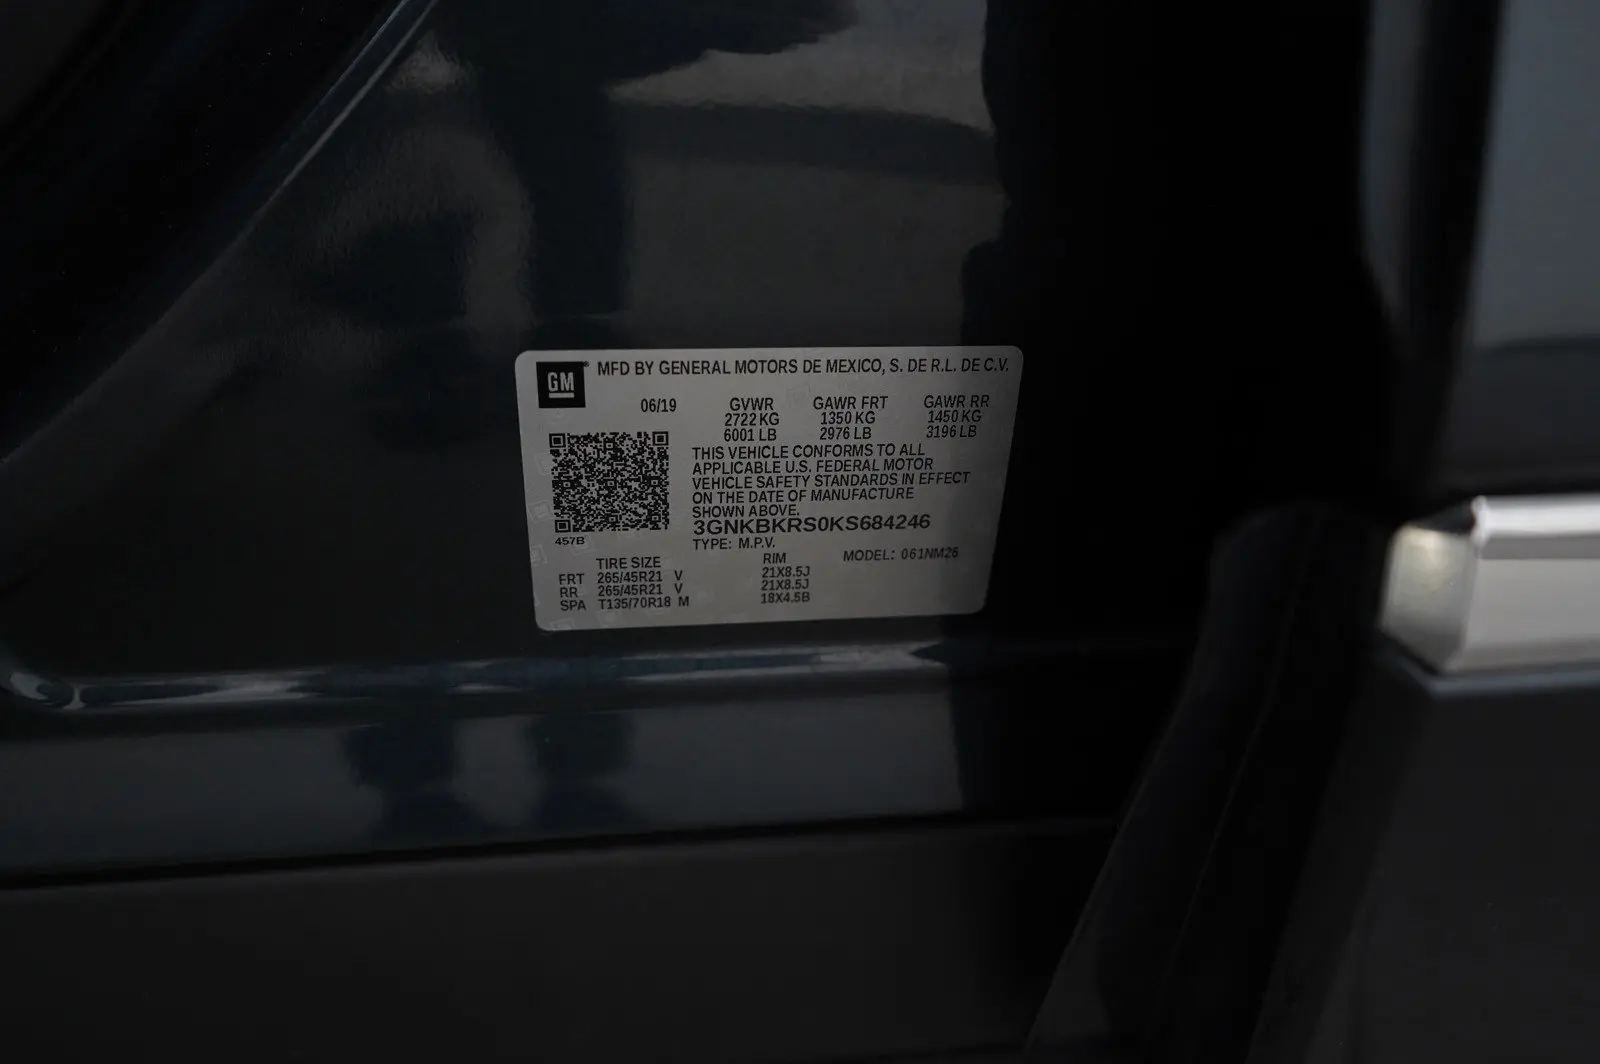 GM
MFD BY GENERAL MOTORS DE MEXICO, S. DE R.L. DE C.V.
06/19 GVWR GAWR FRT GAWR RR
2722 KG 1350 KG 1450 KG
6001 LB 2976 LB 3196 LB
THIS VEHICLE CONFORMS TO ALL
APPLICABLE U.S. FEDERAL MOTOR
VEHICLE SAFETY STANDARDS IN EFFECT
ON THE DATE OF MANUFACTURE
SHOWN ABOVE.
3GNKBKRS0KS684246
457B
TYPE: M.P.V.
TIRE SIZE RIM MODEL: 061NM26
FRT 265/45R21 V 21X8.5J
RR 265/45R21 V 21X8.5J
SPA T135/70R18 M 18X4.5B